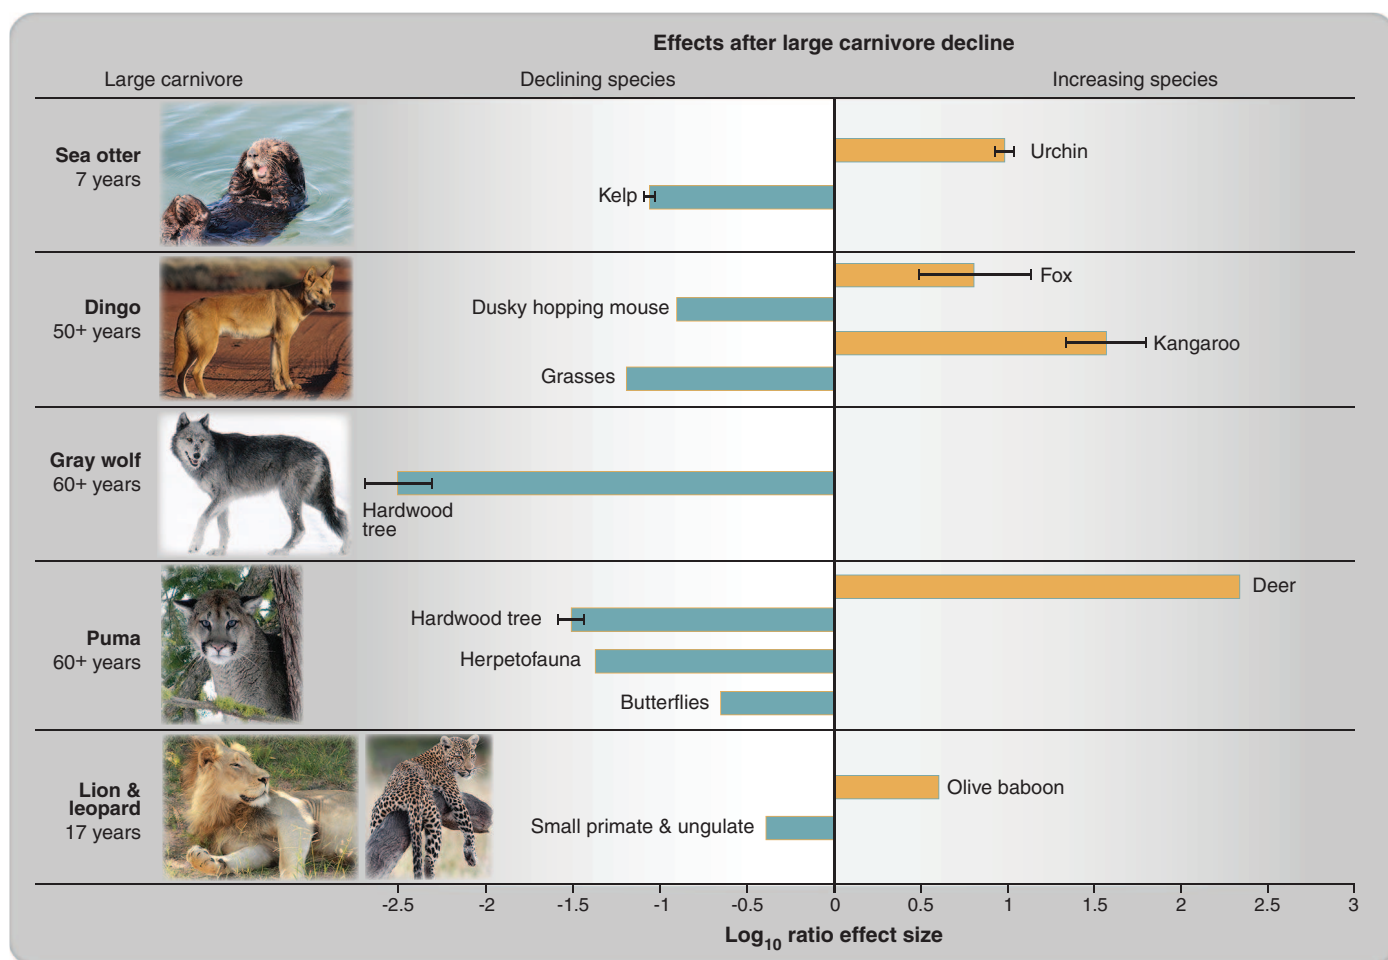 Effects after large carnivore decline
Large carnivore Declining species Increasing species
Sea otter
7 years
Urchin
Kelp
Dingo
50+ years
Fox
Dusky hopping mouse
Kangaroo
Grasses
Gray wolf
60+ years
Hardwood
tree
Puma
60+ years
Deer
Hardwood tree
Herpetofauna
Butterflies
Lion &
leopard
17 years
Olive baboon
Small primate & ungulate
-2.5 -2 -1.5 -1 -0.5 0 0.5 1 1.5 2 2.5 3
Log10 ratio effect size